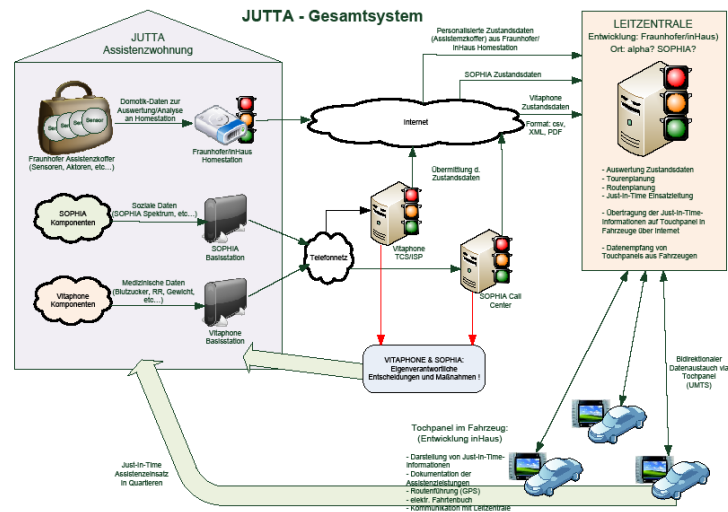 JUTTA - Gesamtsystem
JUTTA
Assistenzwohnung
Sensor
Domotik-Daten zur
Auswertung/Analyse
an Homestation
Fraunhofer Assistenzkoffer
(Sensoren, Aktoren, etc...)
Fraunhofer/inHaus
Homestation
SOPHIA
Komponenten
Soziale Daten
(SOPHIA Spektrum, etc...)
SOPHIA
Basisstation
Vitaphone
Komponenten
Medizinische Daten
(Blutzucker, RR, Gewicht,
etc...)
Vitaphone
Basisstation
Telefonnetz
Internet
Personalisierte Zustandsdaten
(Assistenzkoffer) aus Fraunhofer/
inHaus Homestation
SOPHIA Zustandsdaten
Vitaphone
Zustandsdaten
Format: csv,
XML, PDF
Übermittlung d.
Zustandsdaten
Vitaphone
TCS/ISP
SOPHIA Call
Center
VITAPHONE & SOPHIA:
Eigenverantwortliche
Entscheidungen und Maßnahmen !
LEITZENTRALE
(Entwicklung: Fraunhofer/inHaus)
Ort: alpha? SOPHIA?
- Auswertung Zustandsdaten
- Tourenplanung
- Routenplanung
- Just-in-Time Einsatzleitung
- Übertragung der Just-in-Time-
Informationen auf Touchpanel in
Fahrzeuge über Internet
- Datenempfang von
Touchpanels aus Fahrzeugen
Bidirektionaler
Datenaustauch via
Tochpanel
(UMTS)
Tochpanel im Fahrzeug:
(Entwicklung inHaus)
- Darstellung von Just-in-Time-
Informationen
- Dokumentation der
Assistenzleistungen
- Routenführung (GPS)
- elektr. Fahrtenbuch
- Kommunikation mit Leitzentrale
Just-in-Time
Assistenzeinsatz
in Quartieren